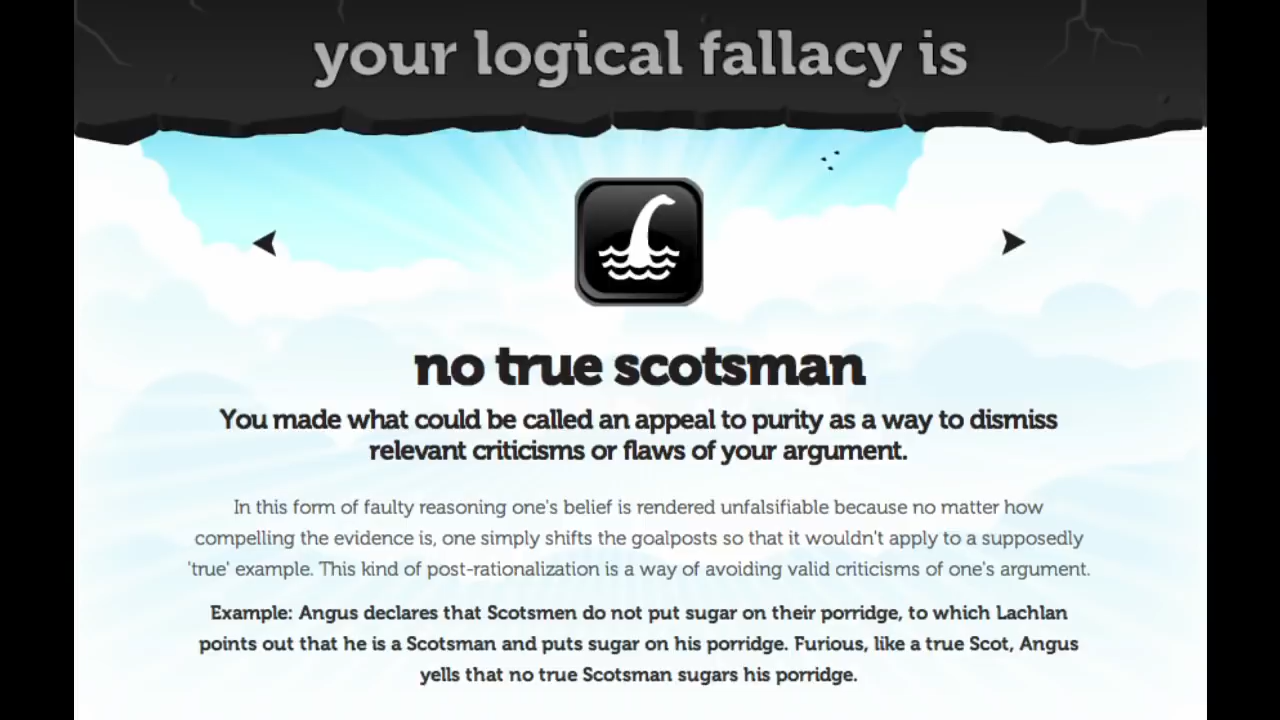 your logical fallacy is
no true scotsman
You made what could be called an appeal to purity as a way to dismiss
relevant criticisms or flaws of your argument.
In this form of faulty reasoning one's belief is rendered unfalsifiable because no matter how
compelling the evidence is, one simply shifts the goalposts so that it wouldn't apply to a supposedly
'true' example. This kind of post-rationalization is a way of avoiding valid criticisms of one's argument.
Example: Angus declares that Scotsmen do not put sugar on their porridge, to which Lachlan
points out that he is a Scotsman and puts sugar on his porridge. Furious, like a true Scot, Angus
yells that no true Scotsman sugars his porridge.